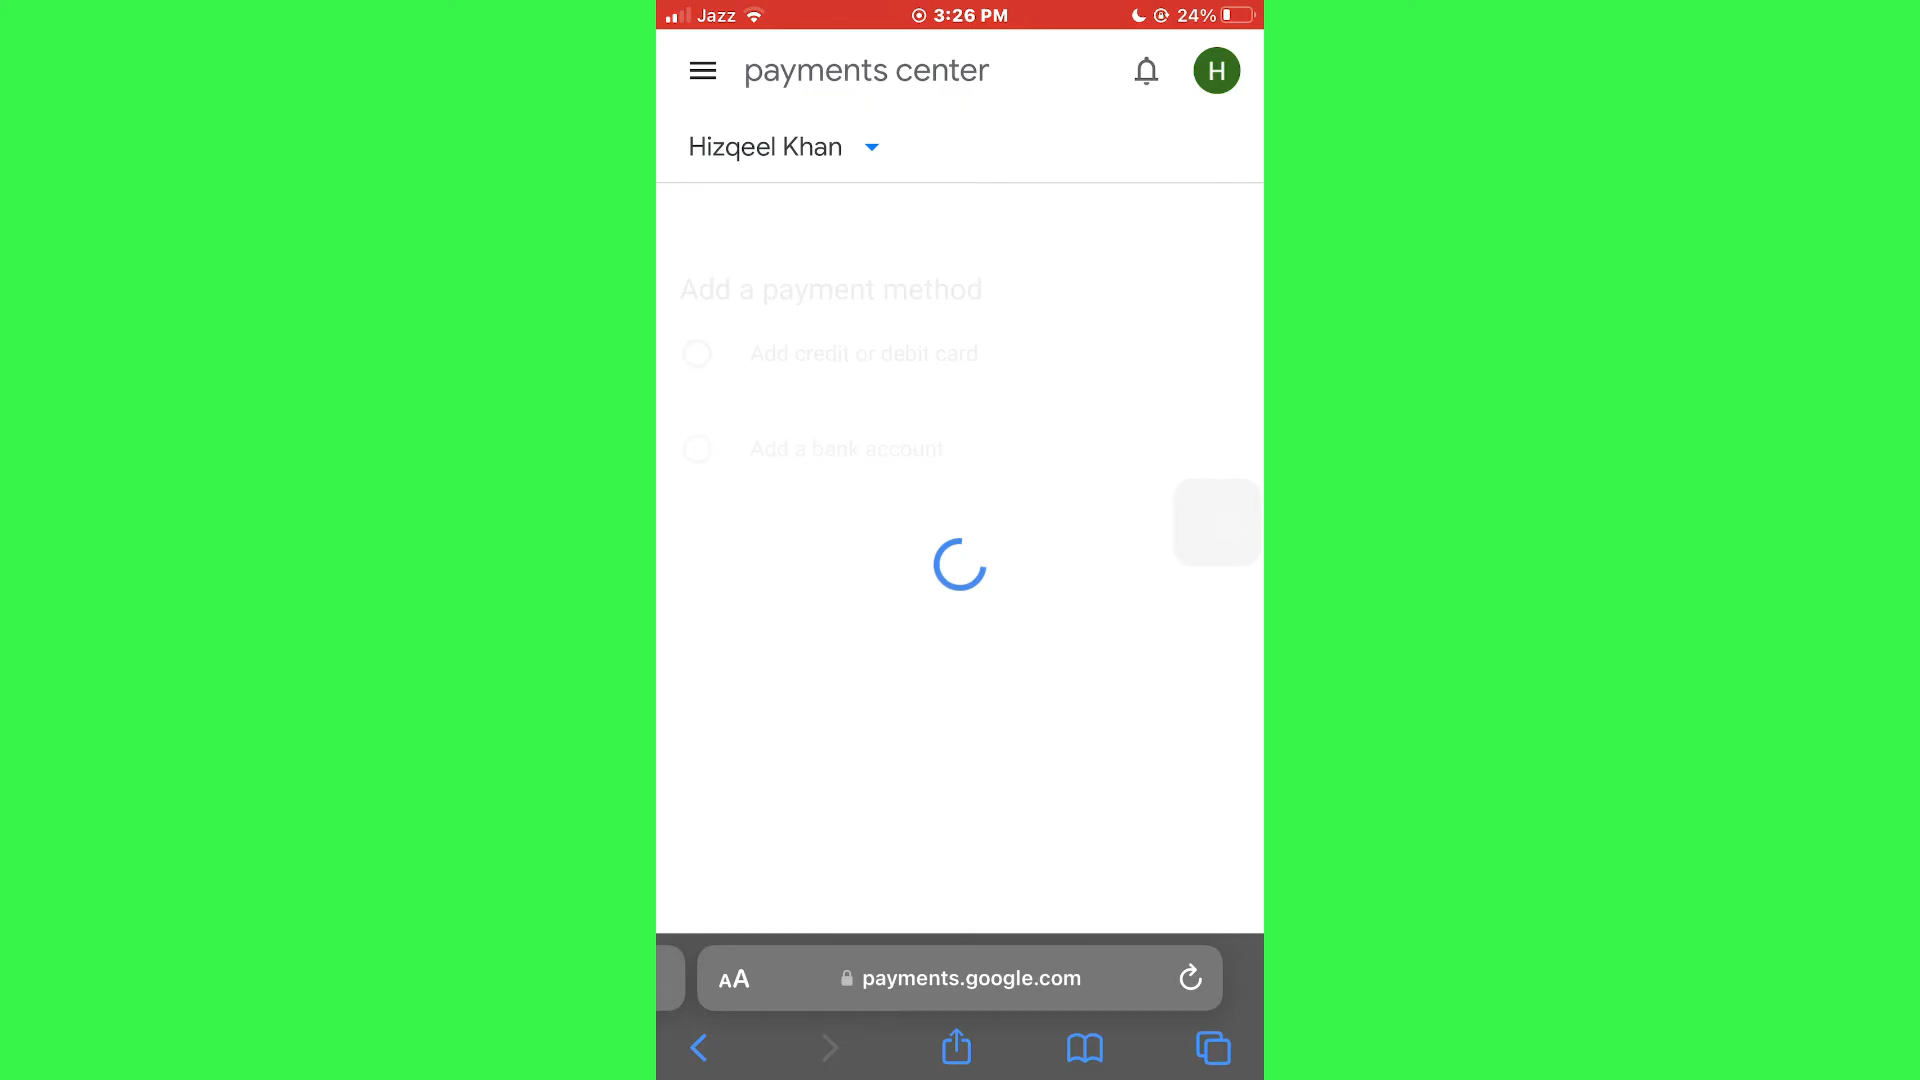 Jazz 3:26 PM 24%
payments center H
Hizqeel Khan
Add a payment method
Add credit or debit card
Add a bank account
AA payments.google.com